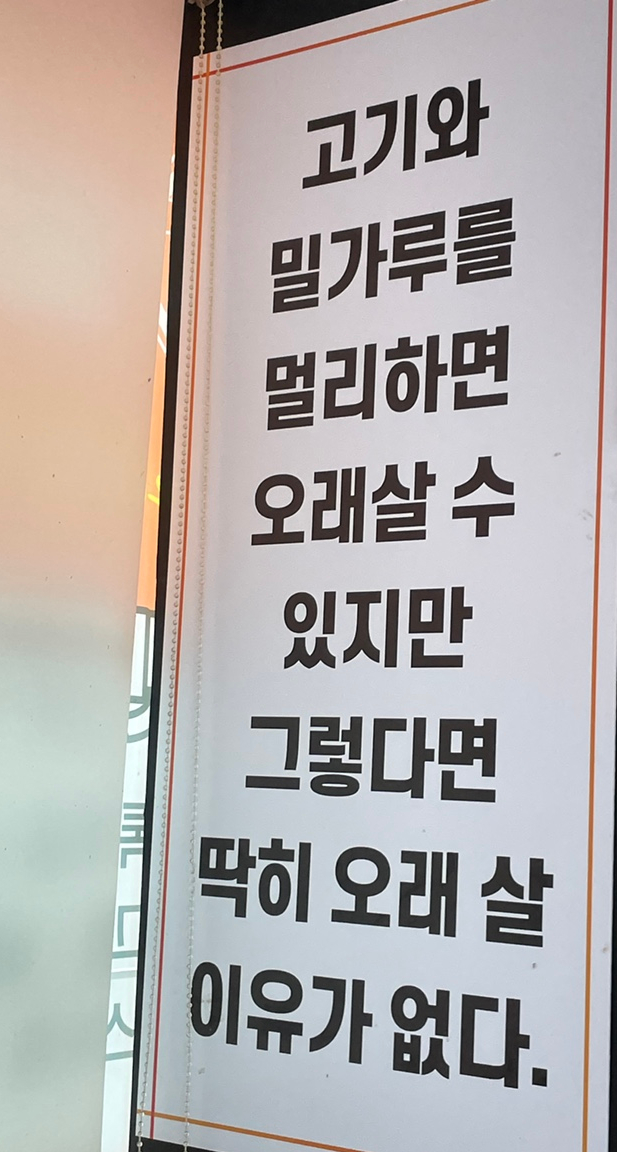 고기와
밀가루를
멀리하면
오래살 수
있지만
그렇다면
딱히 오래 살
이유가 없다.